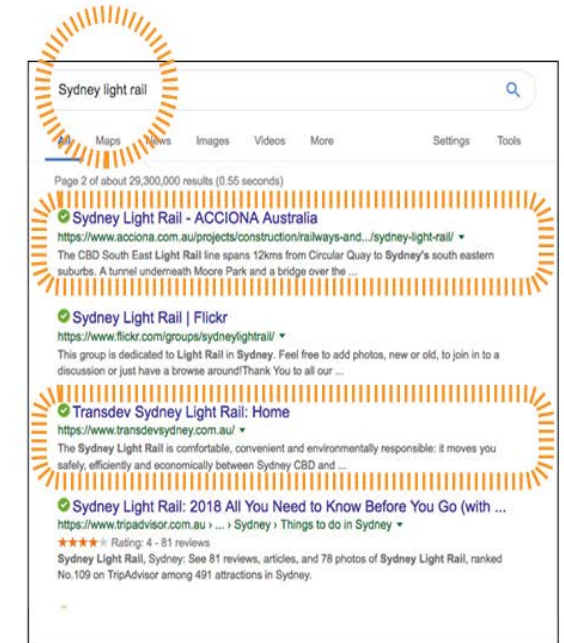 Sydney light rail
All Maps News Images Videos More Settings Tools
Page 2 of about 29,300,000 results (0.55 seconds)
Sydney Light Rail - ACCIONA Australia
https://www.acciona.com.au/projects/construction/railways-and.../sydney-light-rail/
The CBD South East Light Rail line spans 12kms from Circular Quay to Sydney's south eastern
suburbs. A tunnel underneath Moore Park and a bridge over the ...
Sydney Light Rail | Flickr
https://www.flickr.com/groups/sydneylightrail/
This group is dedicated to Light Rail in Sydney. Feel free to add photos, new or old, to join in to a
discussion or just have a browse around!Thank You to all our ...
Transdev Sydney Light Rail: Home
https://www.transdevsydney.com.au/
The Sydney Light Rail is comfortable, convenient and environmentally responsible: it moves you
safely, efficiently and economically between Sydney CBD and ...
Sydney Light Rail: 2018 All You Need to Know Before You Go (with ...
https://www.tripadvisor.com.au › ... › Sydney › Things to do in Sydney
Rating: 4 - 81 reviews
Sydney Light Rail, Sydney: See 81 reviews, articles, and 78 photos of Sydney Light Rail, ranked
No.109 on TripAdvisor among 491 attractions in Sydney.